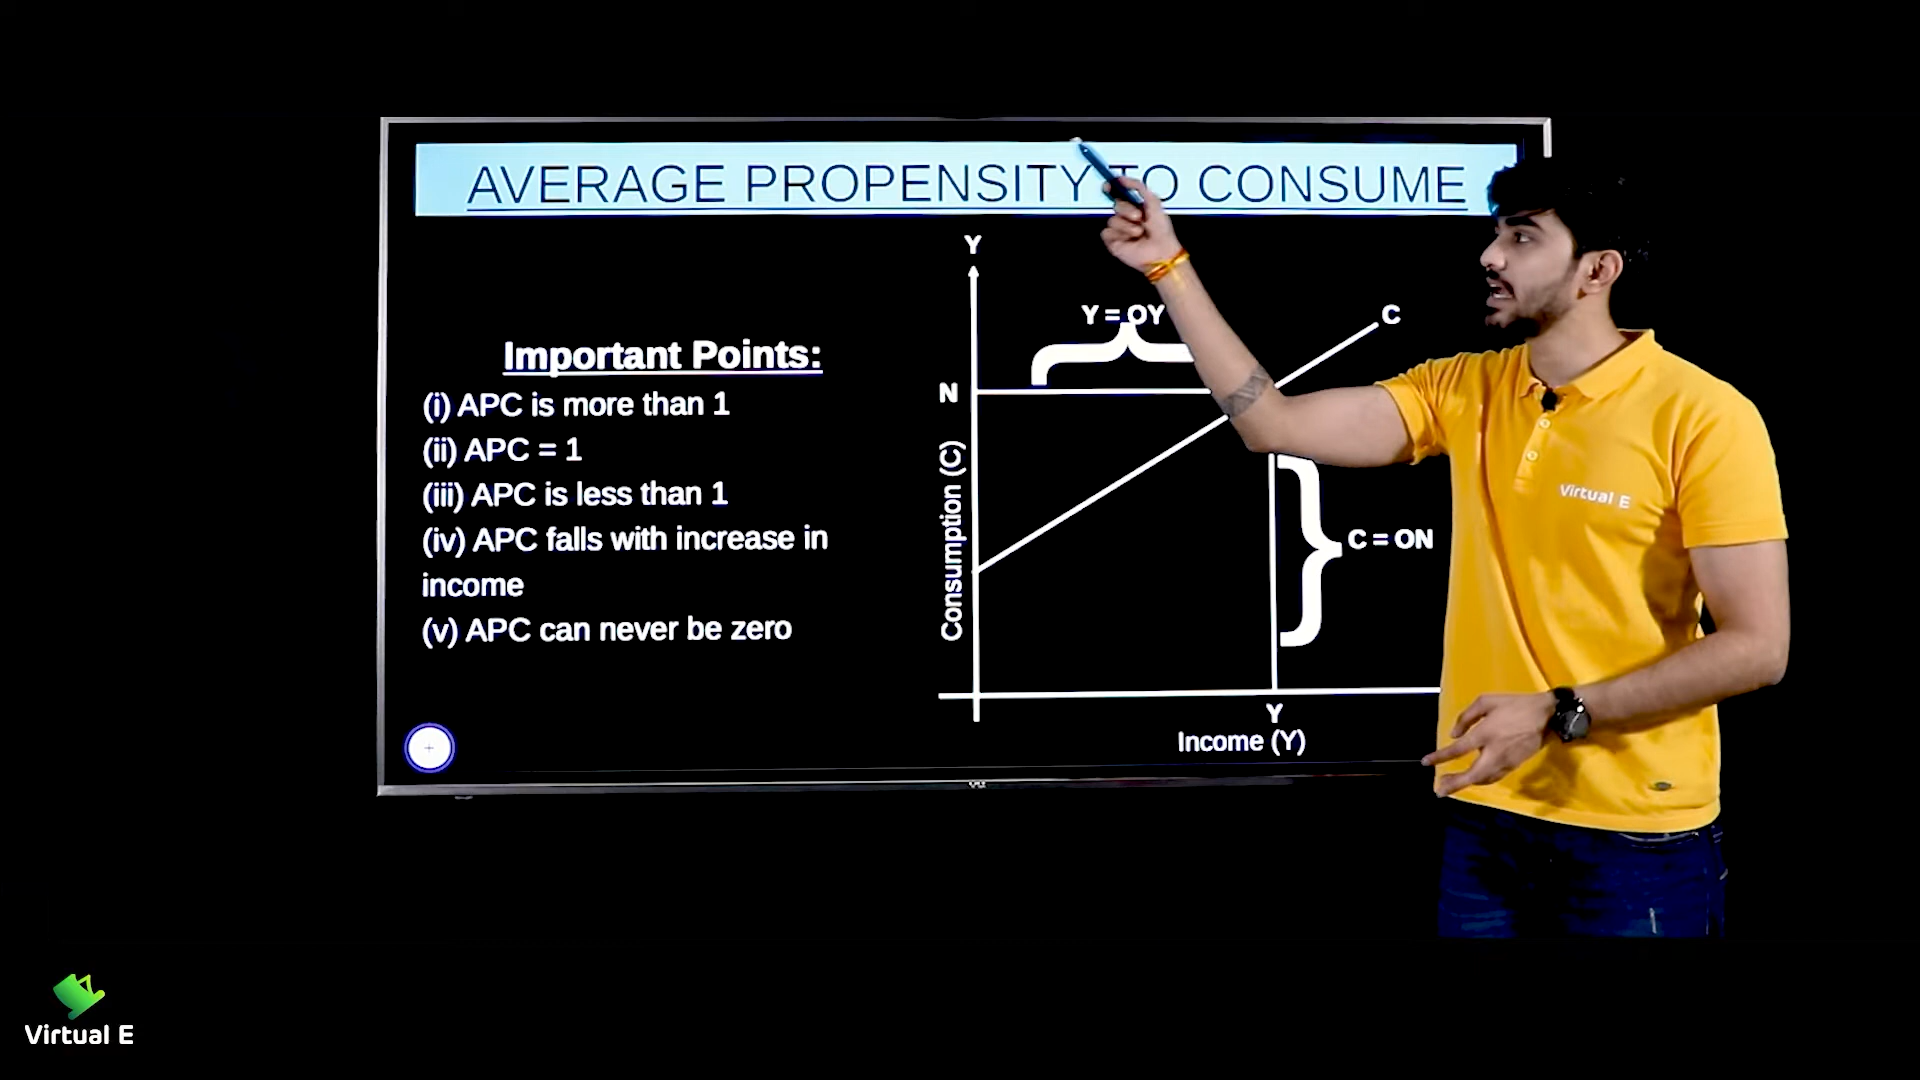 AVERAGE PROPENSITY TO CONSUME
Important Points:
(i) APC is more than 1
(ii) APC = 1
(iii) APC is less than 1
(iv) APC falls with increase in
income
(v) APC can never be zero
Y
Y = OY
C
N
Consumption (C)
C = ON
Y
Income (Y)
Virtual E
Virtual E